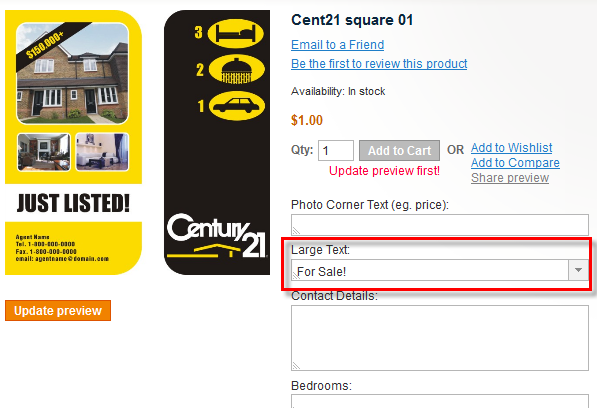 $150.000+
JUST LISTED!
Agent Name
Tel. 1-800-000-0000
Fax. 1-800-000-0000
email: agentname@domain.com
3
2
1
Century 21
Update preview
Cent21 square 01
Email to a Friend
Be the first to review this product
Availability: In stock
$1.00
Qty: 1 Add to Cart OR Add to Wishlist
Add to Compare
Update preview first! Share preview
Photo Corner Text (eg. price):
Large Text:
For Sale!
Contact Details:
Bedrooms: